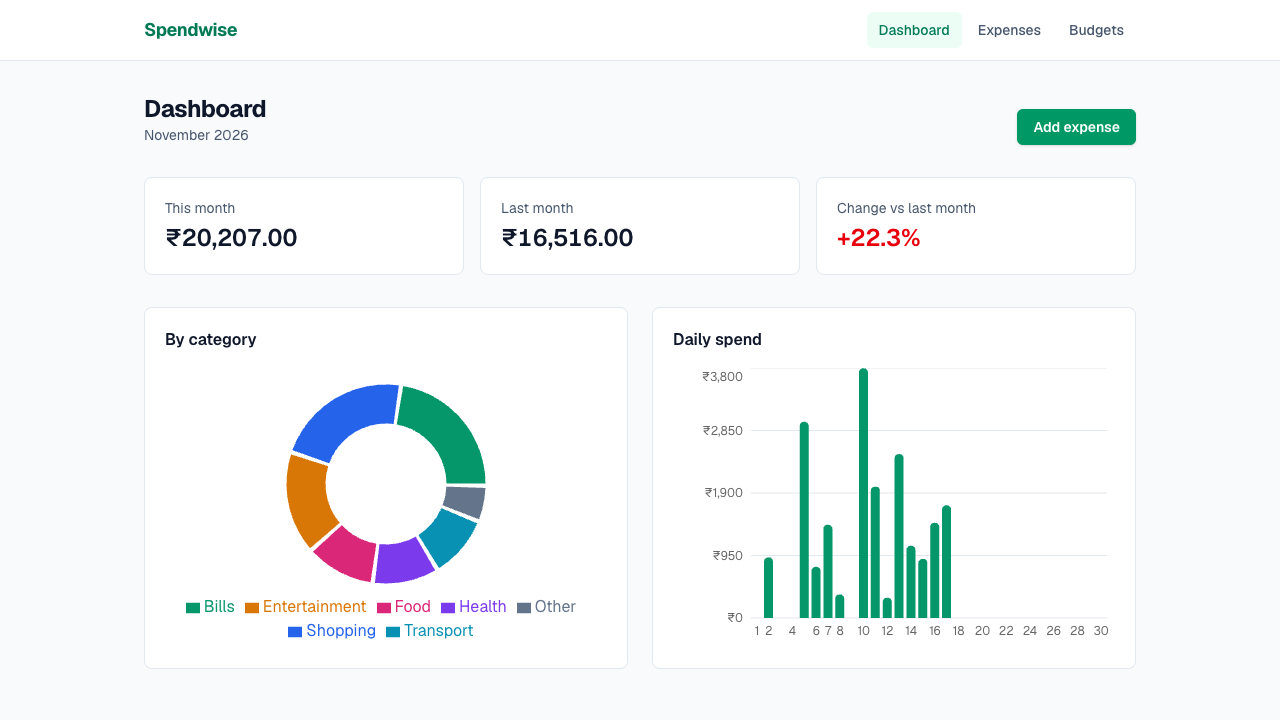 Spendwise
Dashboard Expenses Budgets
Dashboard
November 2026
Add expense
This month
₹20,207.00
Last month
₹16,516.00
Change vs last month
+22.3%
By category
Bills Entertainment Food Health Other
Shopping Transport
Daily spend
₹3,800
₹2,850
₹1,900
₹950
₹0
1 2 4 6 7 8 10 12 14 16 18 20 22 24 26 28 30